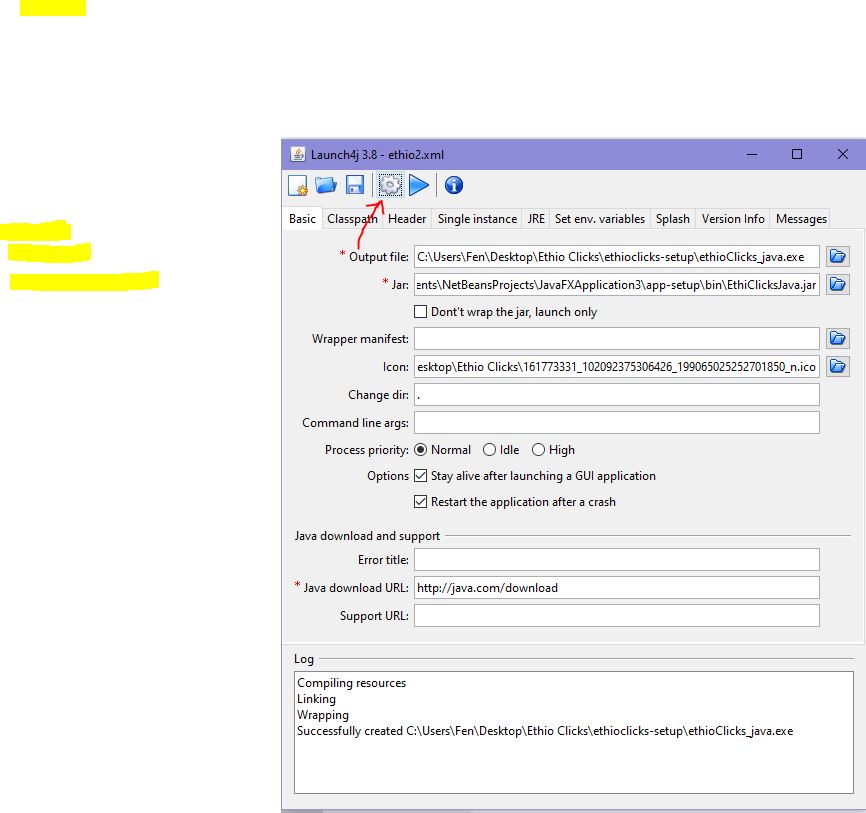 Launch4j 3.8 - ethio2.xml
Basic Classpath Header Single instance JRE Set env. variables Splash Version Info Messages
* Output file: C:\Users\Fen\Desktop\Ethio Clicks\ethioclicks-setup\ethioClicks_java.exe
* Jar: ents\NetBeansProjects\JavaFXApplication3\app-setup\bin\EthiClicksJava.jar
Dont't wrap the jar, launch only
Wrapper manifest:
Icon: esktop\Ethio Clicks\161773331_102092375306426_199065025252701850_n.ico
Change dir: .
Command line args:
Process priority: Normal Idle High
Options Stay alive after launching a GUI application
Restart the application after a crash
Java download and support
Error title:
* Java download URL: http://java.com/download
Support URL:
Log
Compiling resources
Linking
Wrapping
Successfully created C:\Users\Fen\Desktop\Ethio Clicks\ethioclicks-setup\ethioClicks_java.exe